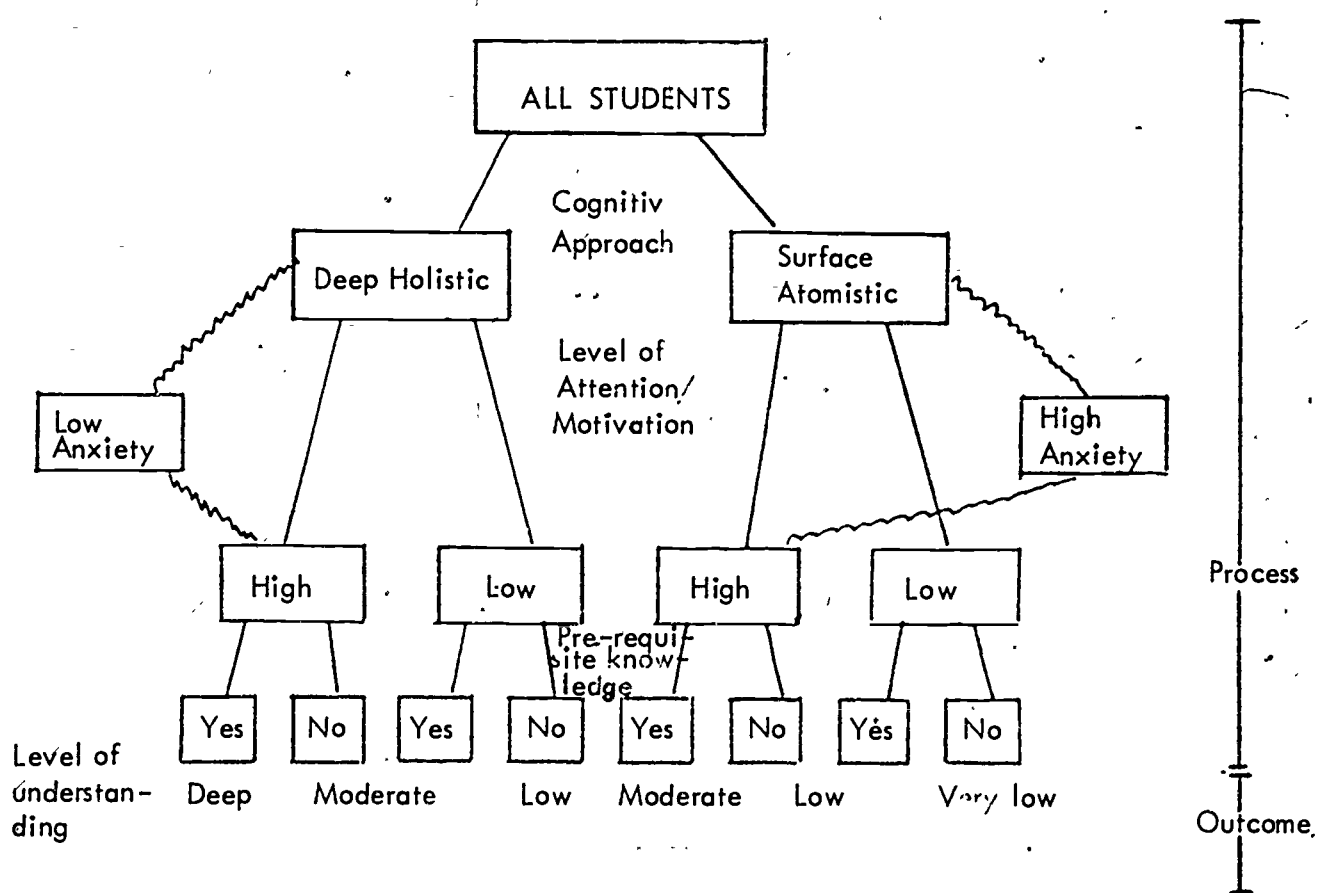 ALL STUDENTS
Cognitiv
Approach
Deep Holistic
Surface
Atomistic
Level of
Attention/
Motivation
Low
Anxiety
High
Anxiety
High
Low
High
Low
Process
Pre-requi-
site know-
ledge
Yes
No
Yes
No
Yes
No
Yes
No
Level of
understan-
ding
Deep
Moderate
Low
Moderate
Low
Very low
Outcome